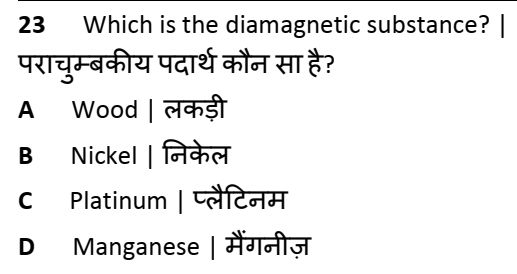 23 Which is the diamagnetic substance? |
पराचुम्बकीय पदार्थ कौन सा है?
A Wood | लकड़ी
B Nickel | निकेल
C Platinum | प्लैटिनम
D Manganese | मैंगनीज़